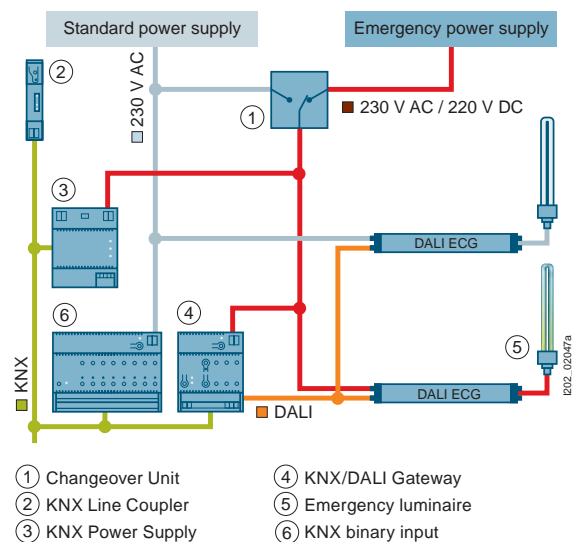 Standard power supply
Emergency power supply
2
230 V AC
1
230 V AC / 220 V DC
3
DALI ECG
6
4
5
KNX
DALI
DALI ECG
I202_02047a
1 Changeover Unit
2 KNX Line Coupler
3 KNX Power Supply
4 KNX/DALI Gateway
5 Emergency luminaire
6 KNX binary input